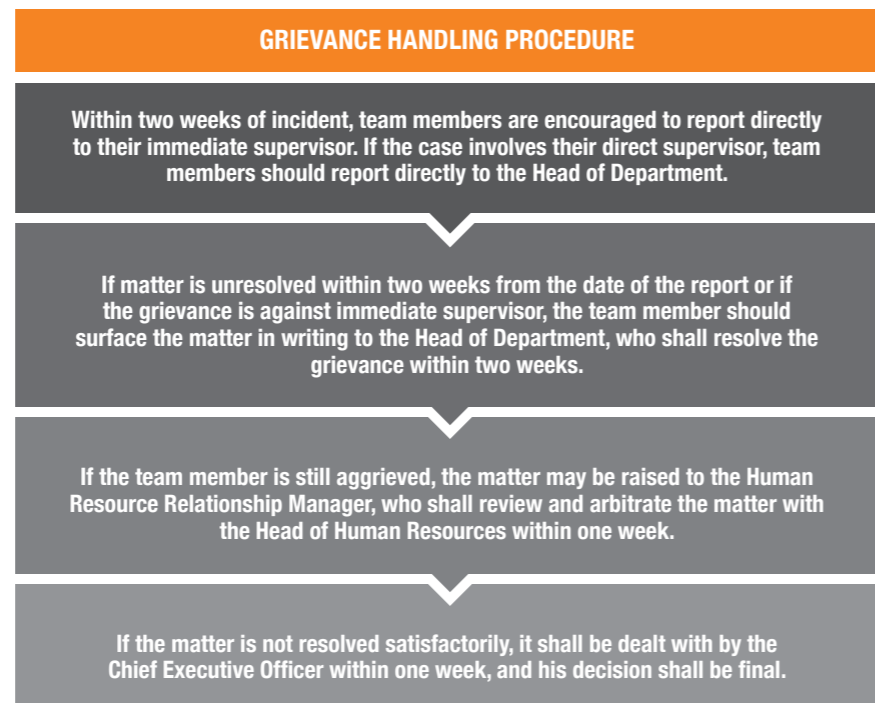 GRIEVANCE HANDLING PROCEDURE
Within two weeks of incident, team members are encouraged to report directly
to their immediate supervisor. If the case involves their direct supervisor, team
members should report directly to the Head of Department.
If matter is unresolved within two weeks from the date of the report or if
the grievance is against immediate supervisor, the team member should
surface the matter in writing to the Head of Department, who shall resolve the
grievance within two weeks.
If the team member is still aggrieved, the matter may be raised to the Human
Resource Relationship Manager, who shall review and arbitrate the matter with
the Head of Human Resources within one week.
If the matter is not resolved satisfactorily, it shall be dealt with by the
Chief Executive Officer within one week, and his decision shall be final.